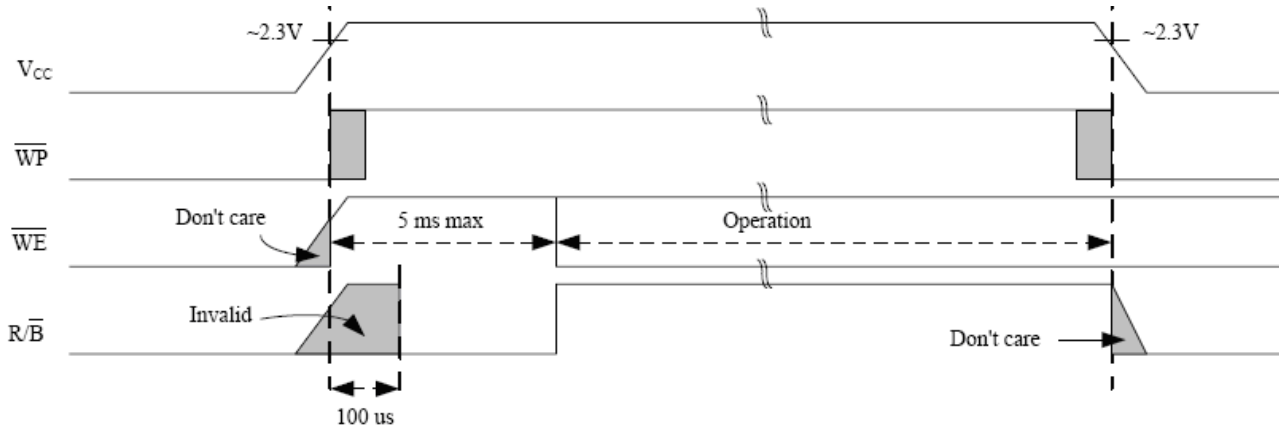 ~2.3V
~2.3V
VCC
WP
Don't care
5 ms max
Operation
WE
Invalid
R/B
Don't care
100 us